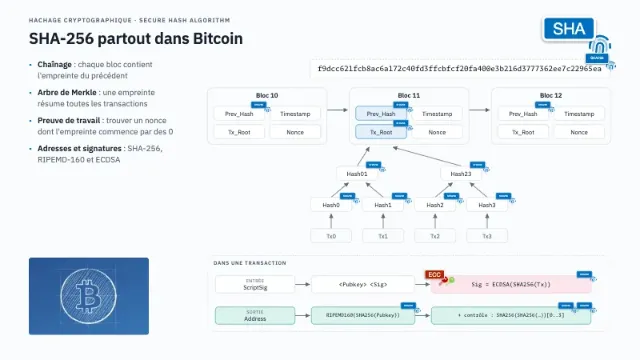 HACHAGE CRYPTOGRAPHIQUE · SECURE HASH ALGORITHM
SHA-256 partout dans Bitcoin
SHA
• Chaînage : chaque bloc contient
l'empreinte du précédent
• Arbre de Merkle : une empreinte
résume toutes les transactions
• Preuve de travail : trouver un nonce
dont l'empreinte commence par des 0
• Adresses et signatures : SHA-256,
RIPEMD-160 et ECDSA
Bloc 10
Prev_Hash
Timestamp
Tx_Root
Nonce
Bloc 11
Prev_Hash
Timestamp
Tx_Root
Nonce
Bloc 12
Prev_Hash
Timestamp
Tx_Root
Nonce
Hash01
Hash23
Hash0
Hash1
Hash2
Hash3
Tx0
Tx1
Tx2
Tx3
DANS UNE TRANSACTION
ENTRÉE
ScriptSig
<Pubkey> <Sig>
ECC
Sig = ECDSA(SHA256(Tx))
SORTIE
Address
RIPEMD160(SHA256(Pubkey))
+ contrôle : SHA256(SHA256(…))[0..3]